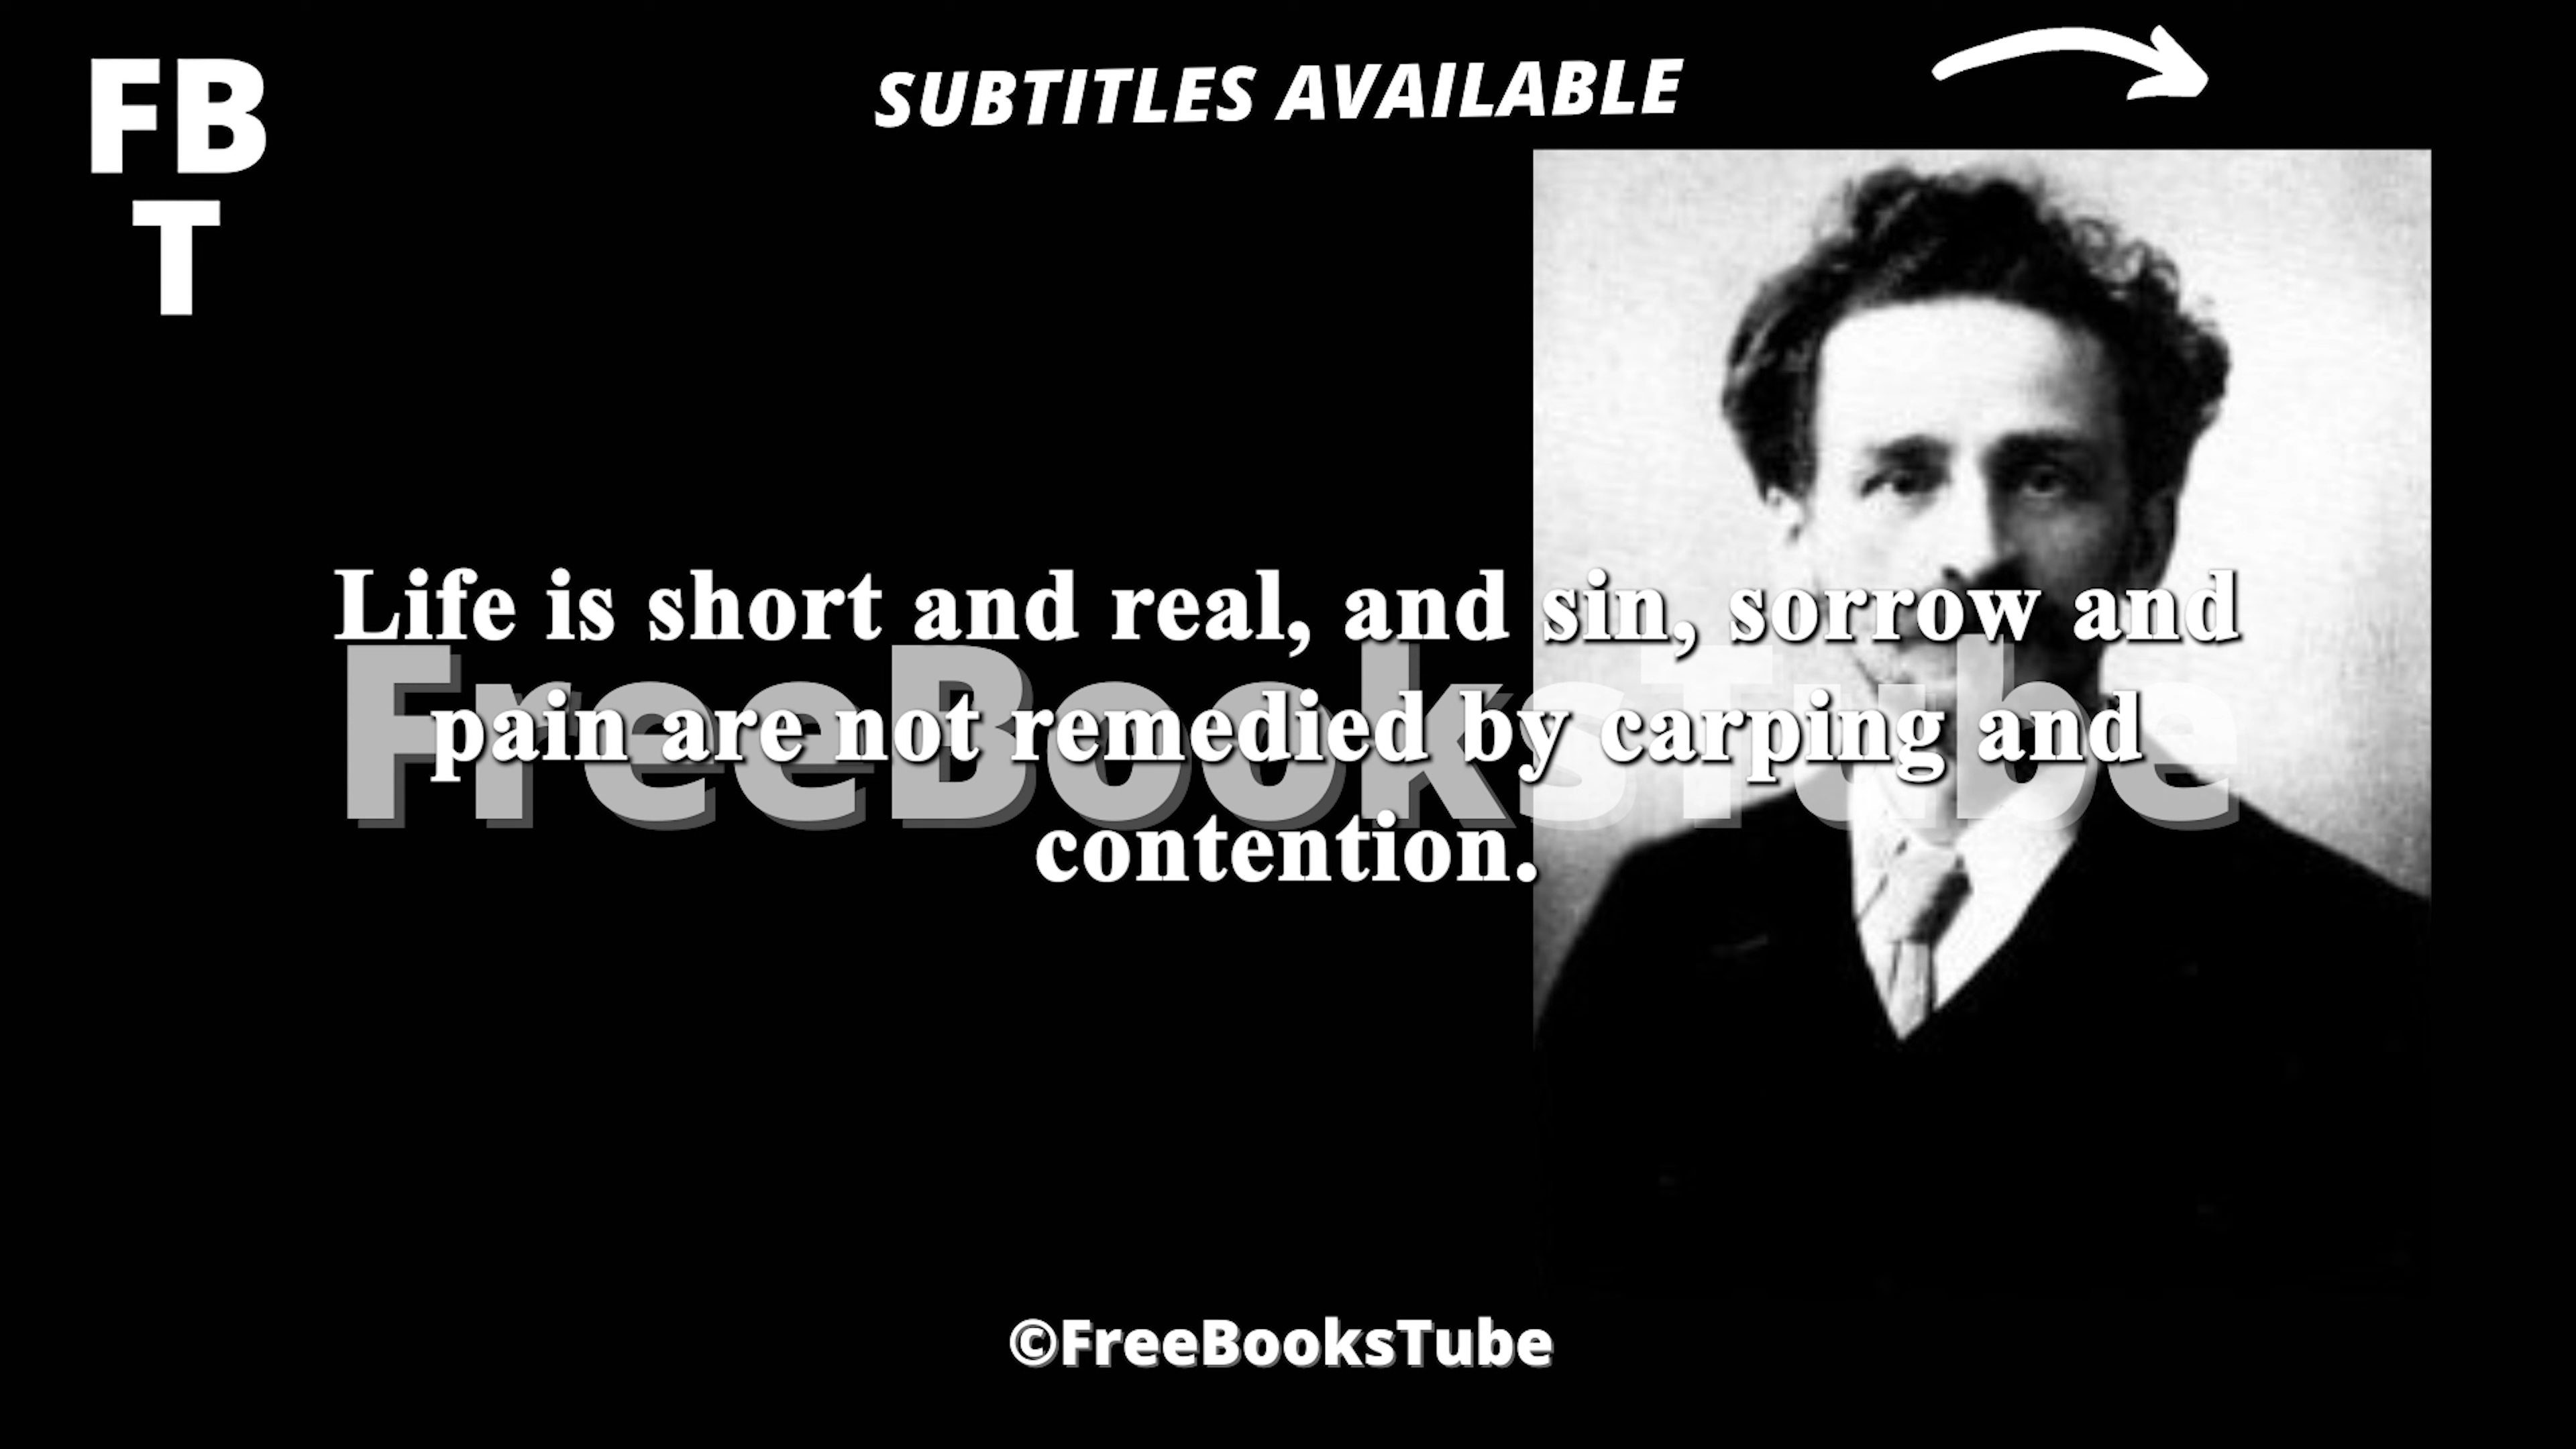 FB
T
SUBTITLES AVAILABLE
Life is short and real, and sin, sorrow and
pain are not remedied by carping and
contention.
FreeBooksTube
©FreeBooksTube